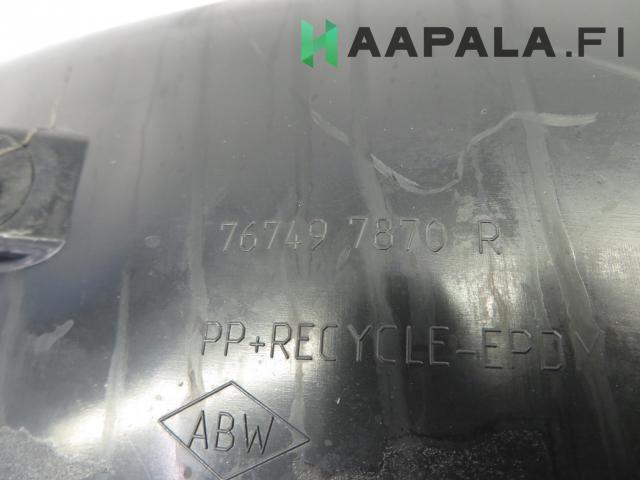 HAAPALA.FI
76749 7870 R
PP+RECYCLE-EPDM
ABW